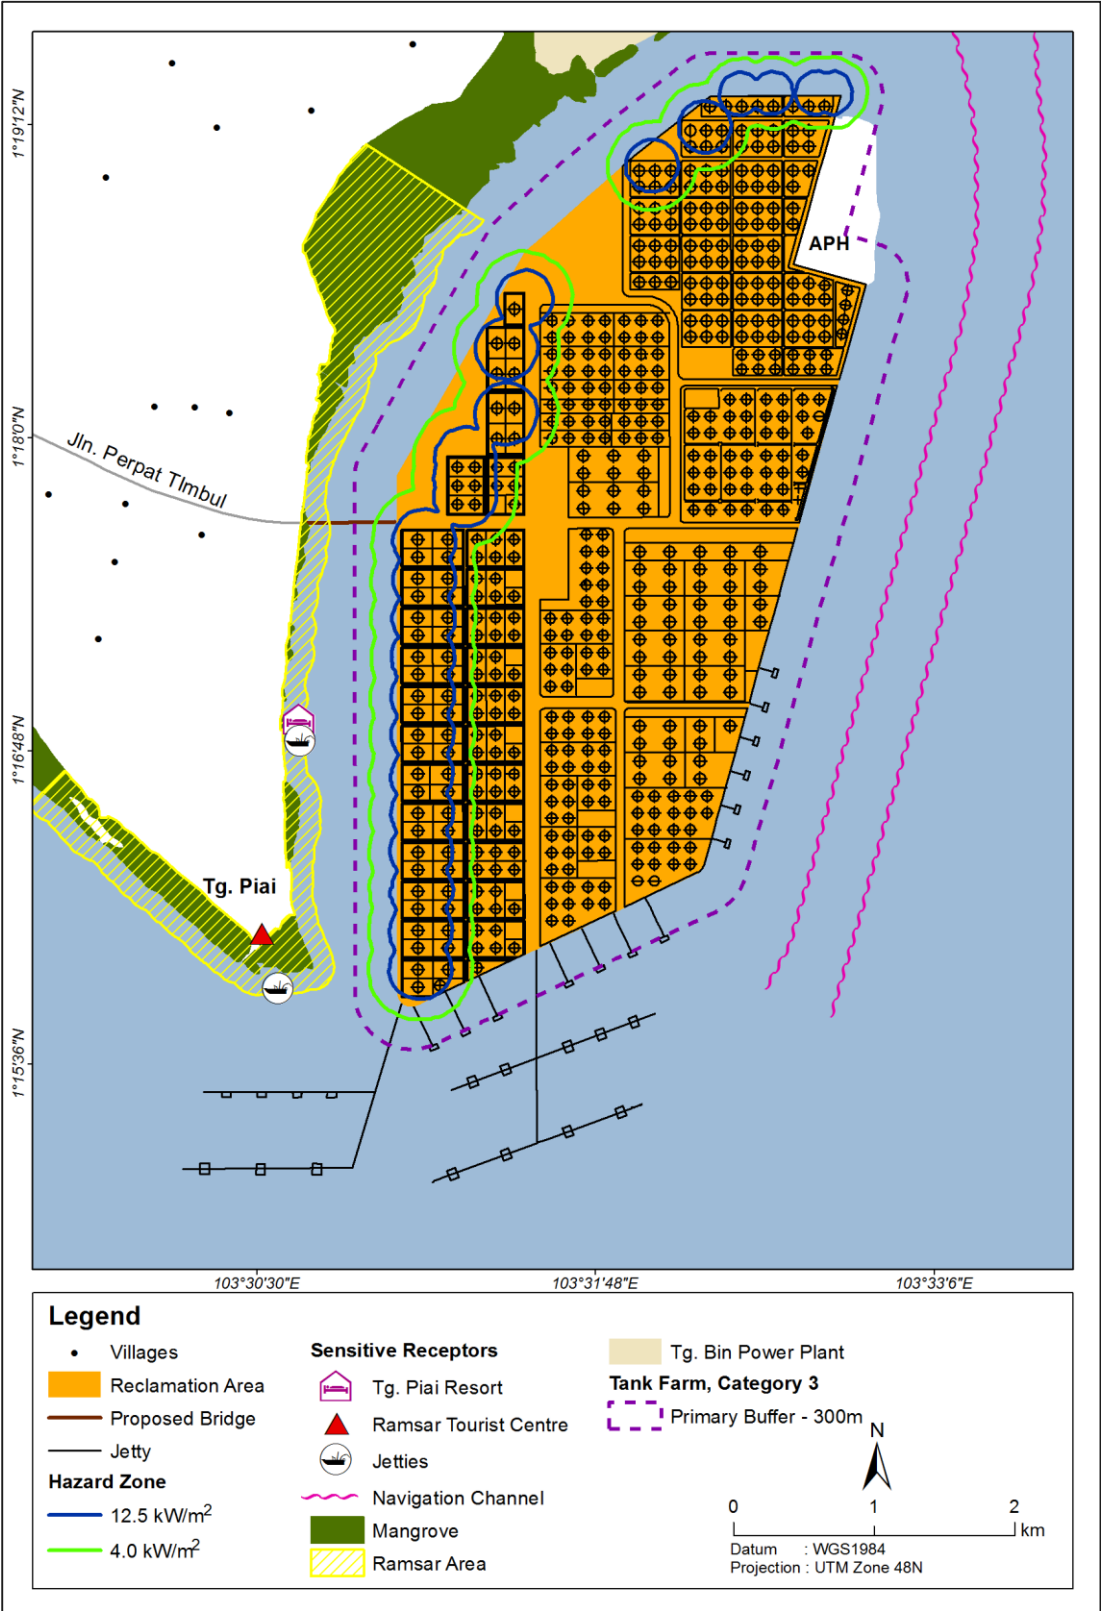 1°19'12"N
APH
1°18'0"N
Jln. Perpat TImbul
1°16'48"N
Tg. Piai
1°15'36"N
103°30'30"E
103°31'48"E
103°33'6"E
Legend
Villages
Reclamation Area
Proposed Bridge
Jetty
Hazard Zone
12.5 kW/m²
4.0 kW/m²
Sensitive Receptors
Tg. Piai Resort
Ramsar Tourist Centre
Jetties
Navigation Channel
Mangrove
Ramsar Area
Tg. Bin Power Plant
Tank Farm, Category 3
Primary Buffer - 300m
N
0 1 2
km
Datum : WGS1984
Projection : UTM Zone 48N